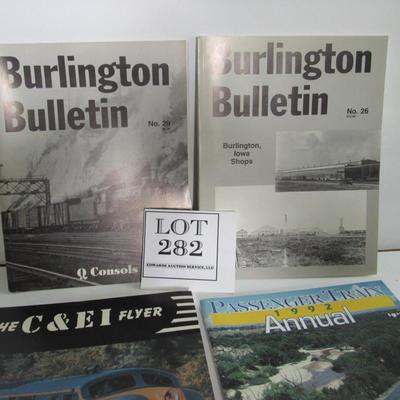 Burlington
Bulletin
No. 29
Q Consols
Burlington
Bulletin
No. 26
Burlington,
Iowa
Shops
LOT
282
EDWARDS AUCTION SERVICE, LLC
THE C & E I FLYER
PASSENGER TRAIN
1992
Annual